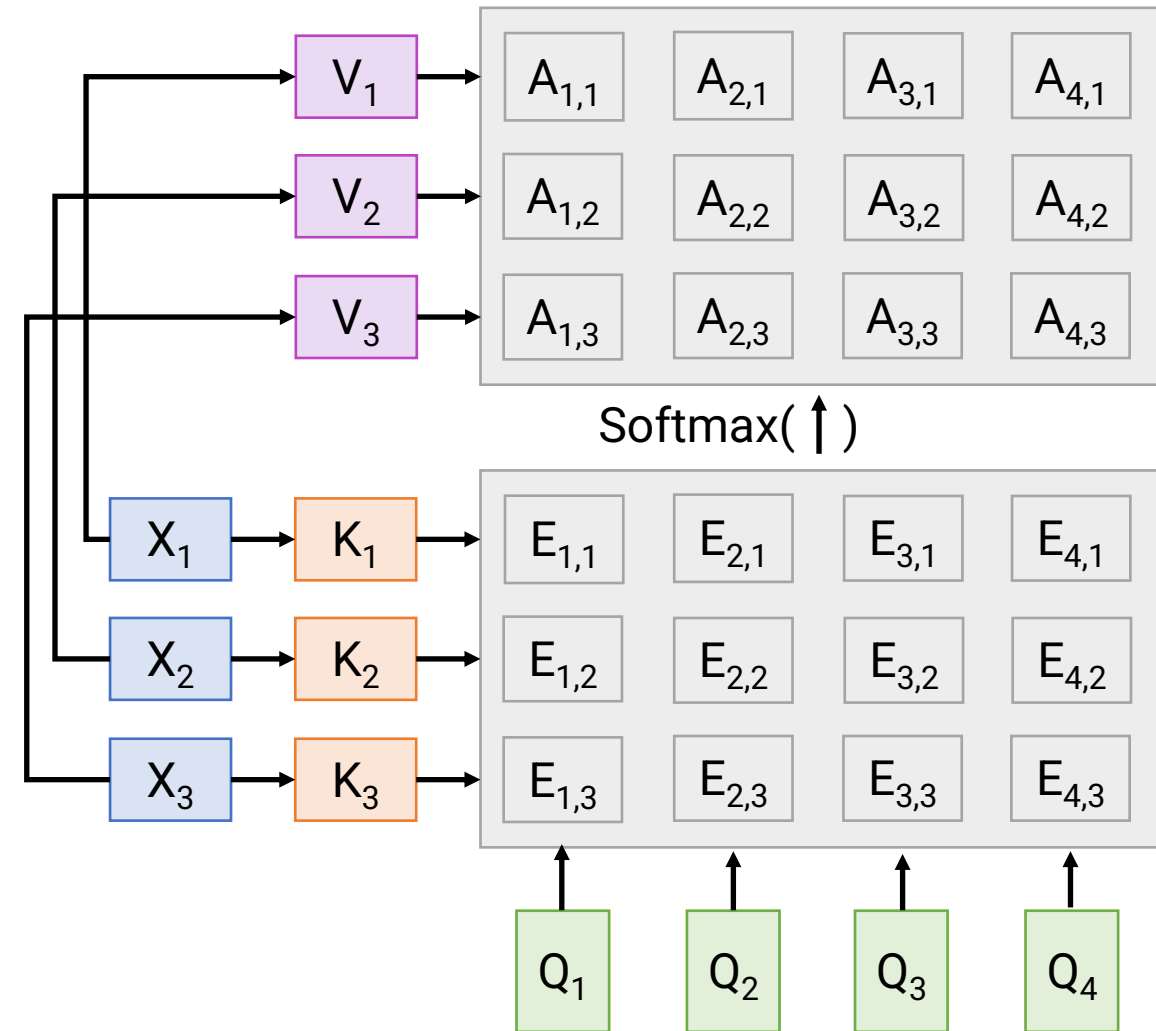 V1 A1,1 A2,1 A3,1 A4,1
V2 A1,2 A2,2 A3,2 A4,2
V3 A1,3 A2,3 A3,3 A4,3
Softmax(↑)
X1 K1 E1,1 E2,1 E3,1 E4,1
X2 K2 E1,2 E2,2 E3,2 E4,2
X3 K3 E1,3 E2,3 E3,3 E4,3
Q1 Q2 Q3 Q4